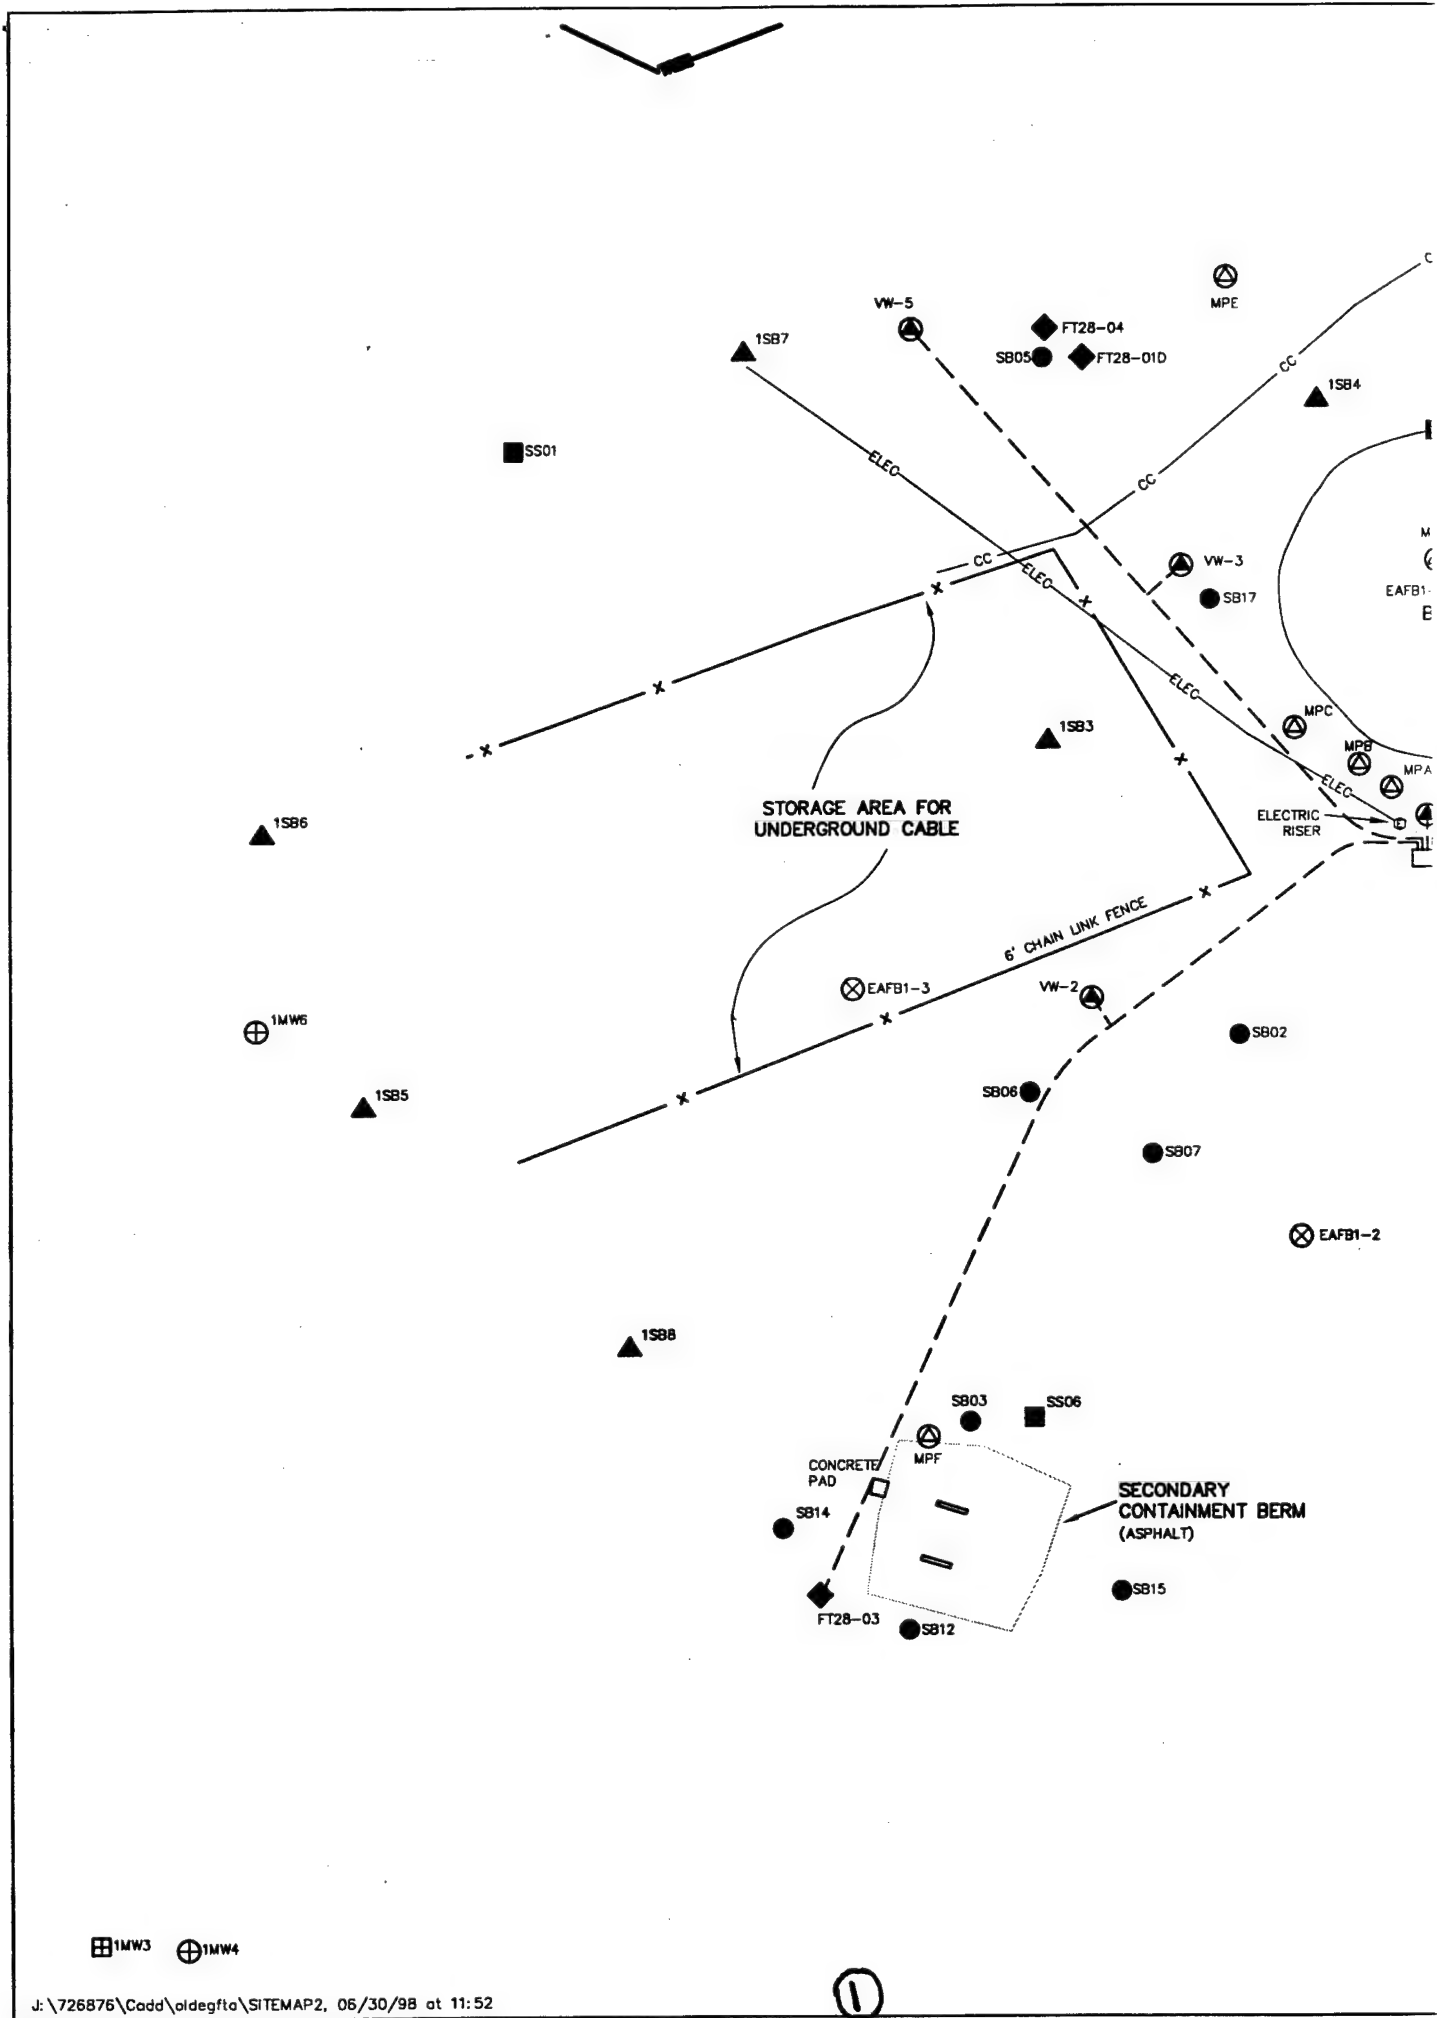 C
MPE
VW-5
FT28-04
1SB7
SB05
FT28-01D
CC
1SB4
SS01
ELEC
CC
M
CC
VW-3
ELEC
EAFB1-
SB17
B
ELEC
MPC
1SB3
MPB
MPA
ELEC
STORAGE AREA FOR
UNDERGROUND CABLE
1SB6
ELECTRIC
RISER
6' CHAIN LINK FENCE
EAFB1-3
VW-2
1MW6
SB02
1SB5
SB06
SB07
EAFB1-2
1SB8
SB03
SS06
MPF
CONCRETE
PAD
SECONDARY
CONTAINMENT BERM
(ASPHALT)
SB14
SB15
FT28-03
SB12
1MW3
1MW4
J:\726876\Cadd\oldegfta\SITEMAP2, 06/30/98 at 11:52
1